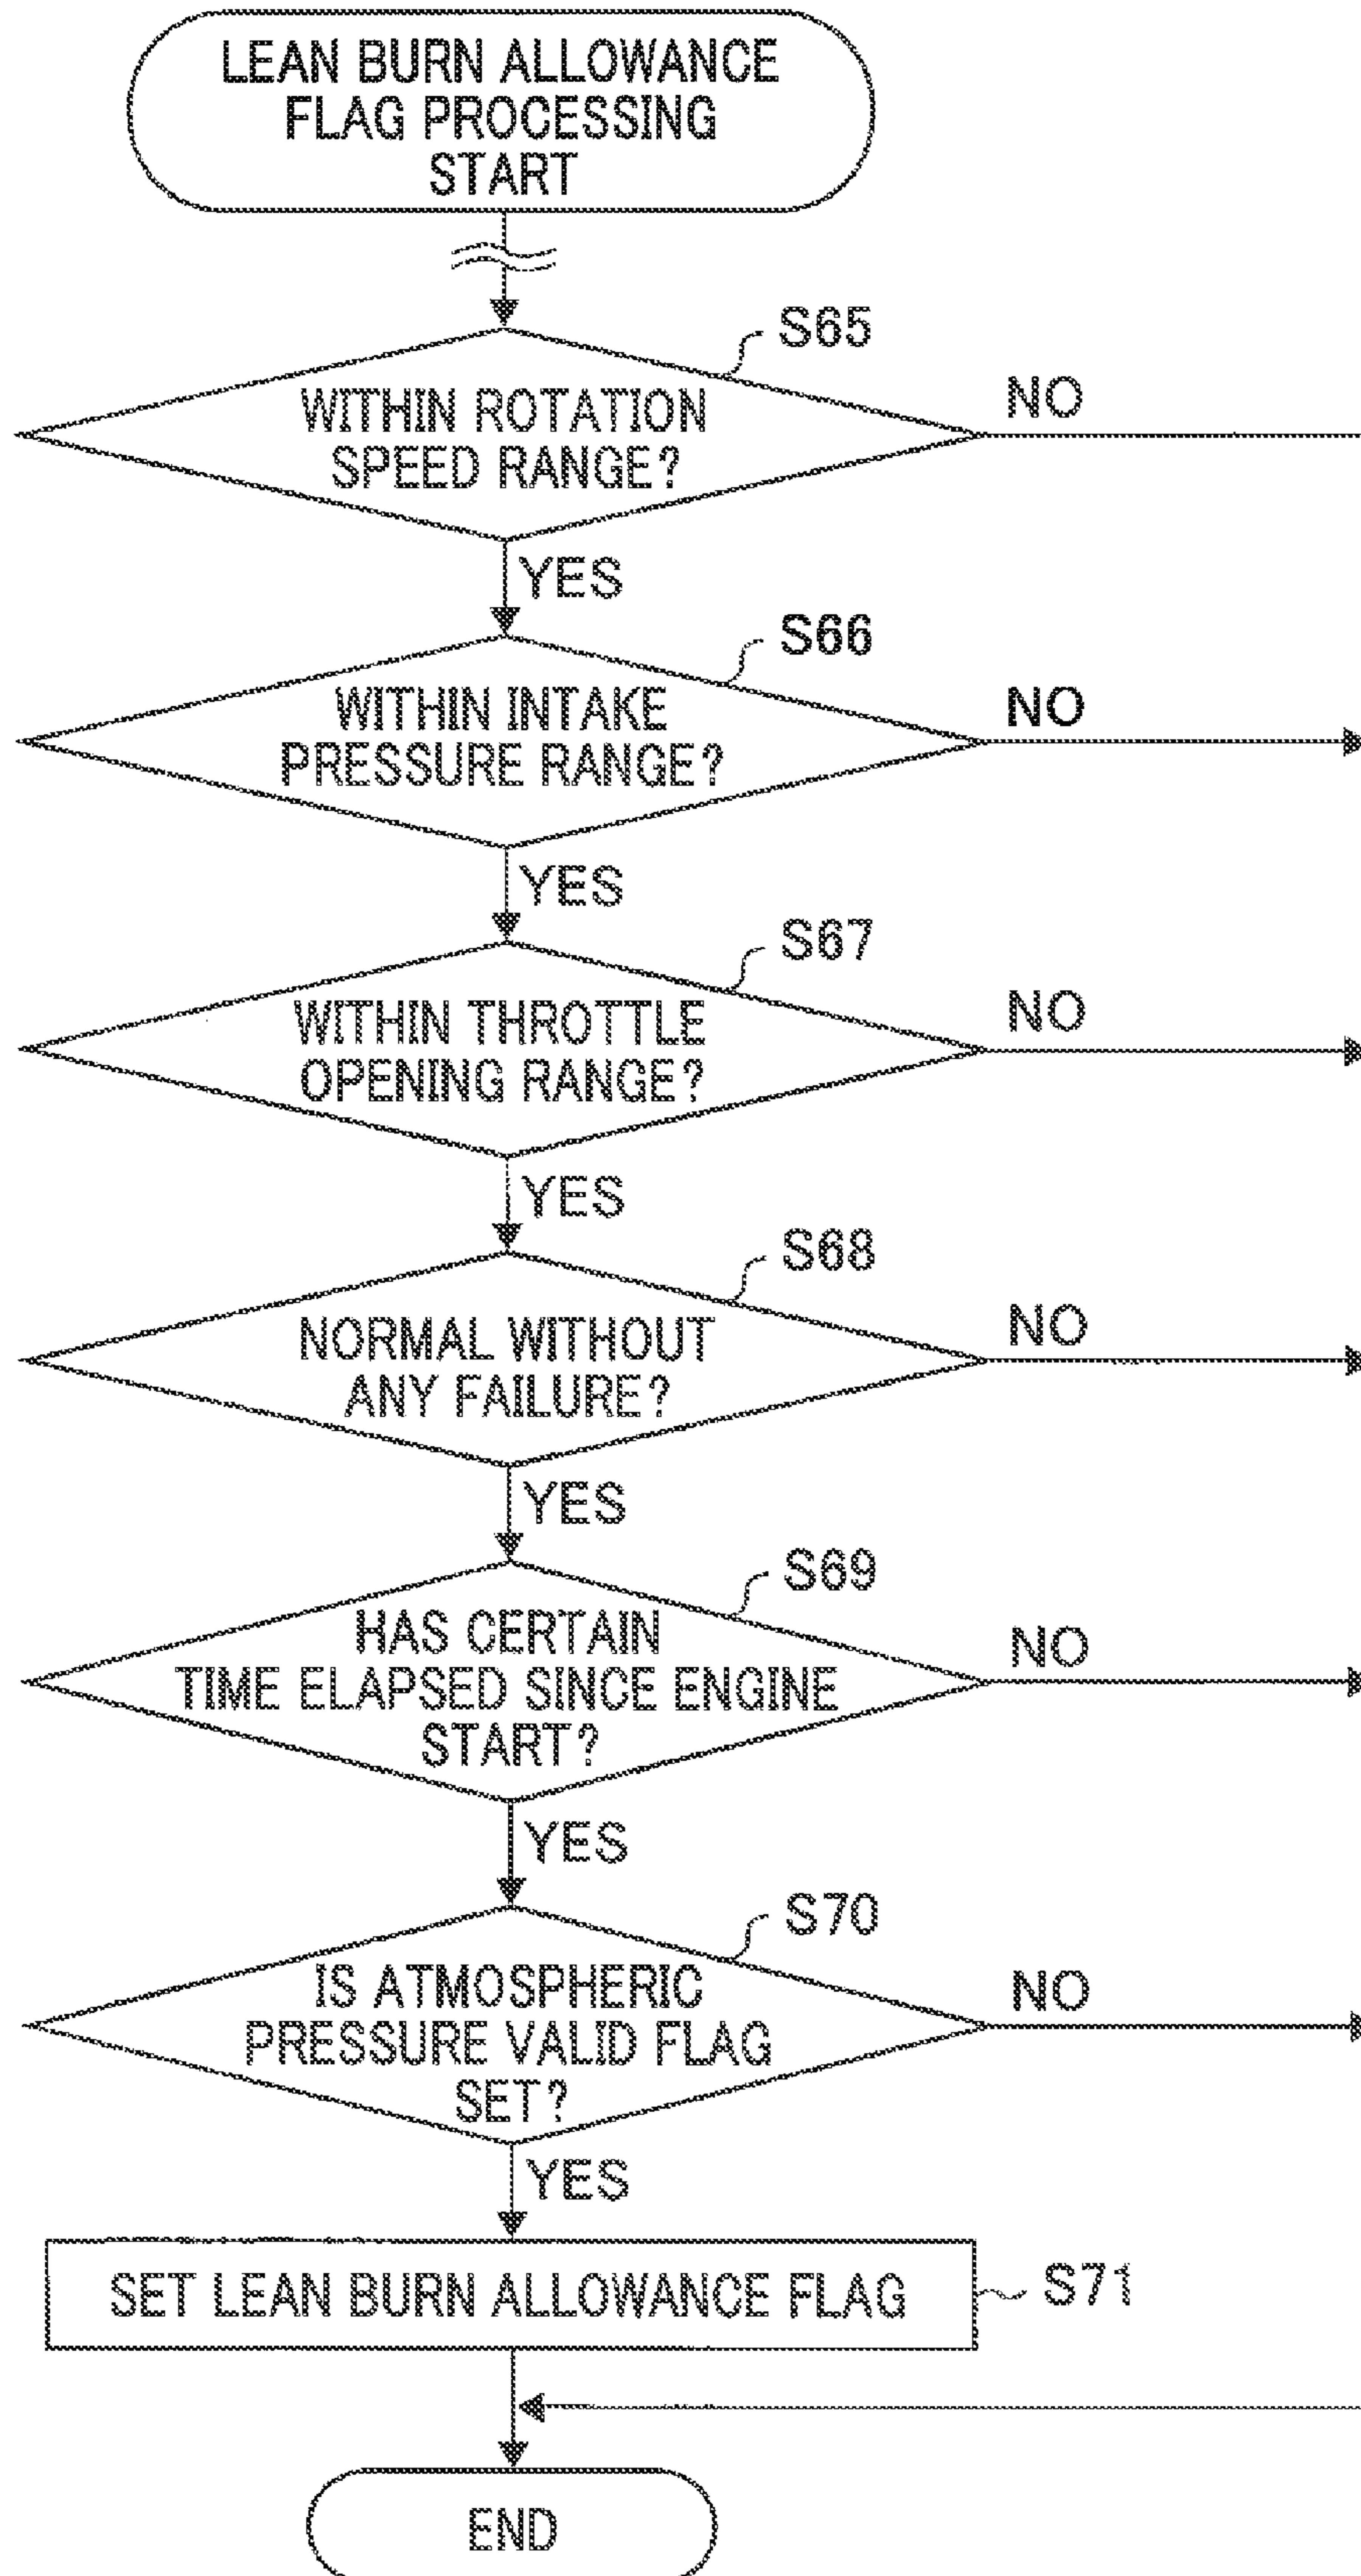 LEAN BURN ALLOWANCE
FLAG PROCESSING
START
S65
WITHIN ROTATION
SPEED RANGE?
NO
YES
S66
WITHIN INTAKE
PRESSURE RANGE?
NO
YES
S67
WITHIN THROTTLE
OPENING RANGE?
NO
YES
S68
NORMAL WITHOUT
ANY FAILURE?
NO
YES
S69
HAS CERTAIN
TIME ELAPSED SINCE ENGINE
START?
NO
YES
S70
IS ATMOSPHERIC
PRESSURE VALID FLAG
SET?
NO
YES
SET LEAN BURN ALLOWANCE FLAG
S71
END